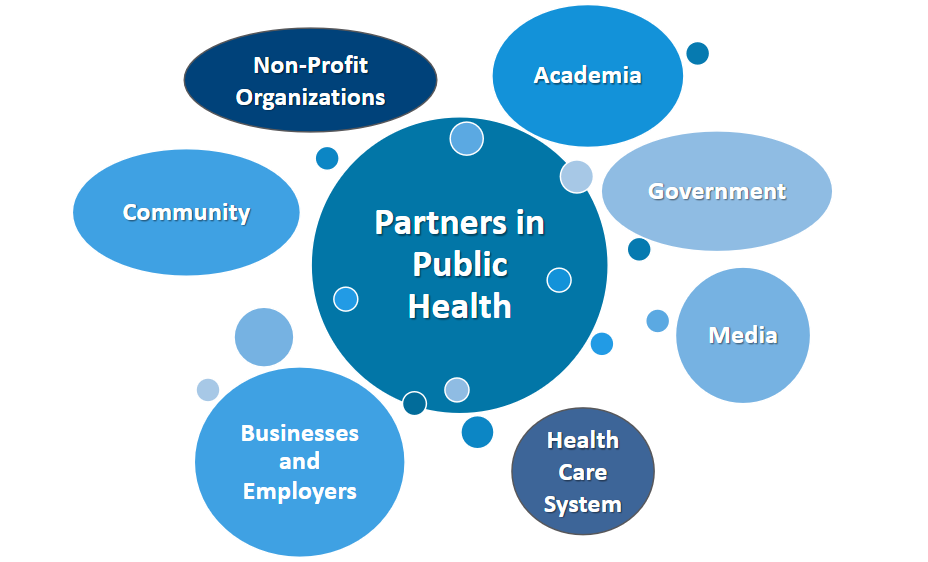 Non-Profit
Organizations
Academia
Community
Government
Partners in
Public
Health
Media
Businesses
and
Employers
Health
Care
System